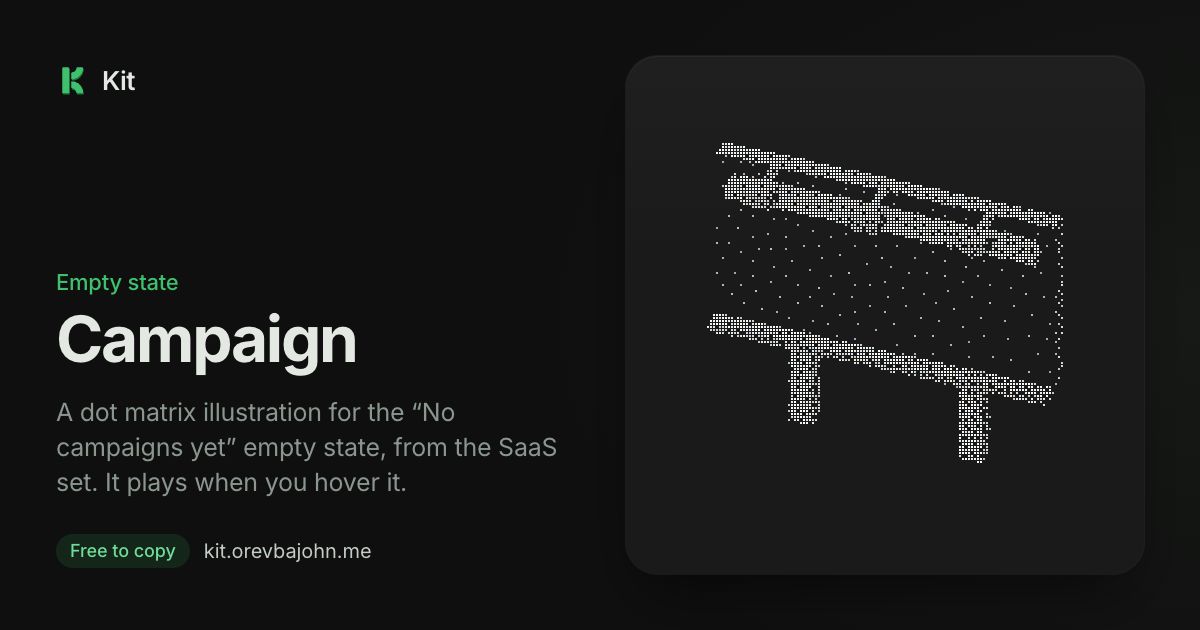 Kit
Empty state
Campaign
A dot matrix illustration for the “No
campaigns yet” empty state, from the SaaS
set. It plays when you hover it.
Free to copy
kit.orevbajohn.me